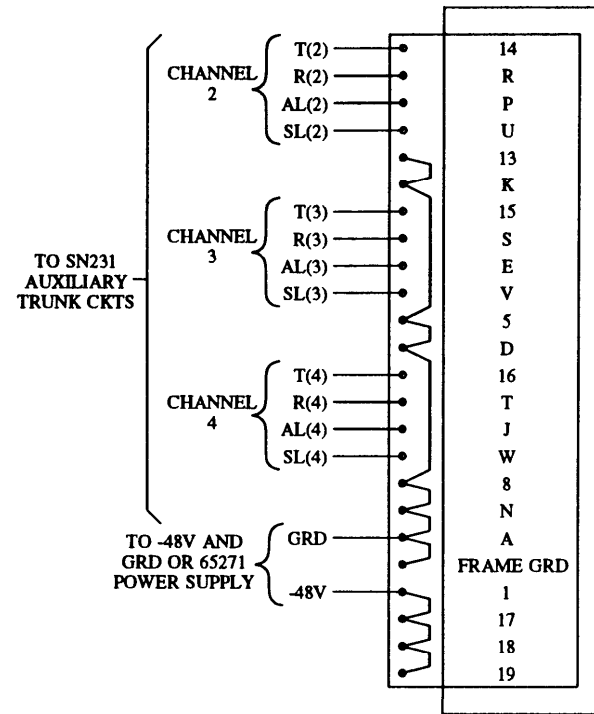 T(2) 14
CHANNEL
2
R(2) R
AL(2) P
SL(2) U
13
K
T(3) 15
CHANNEL
3
R(3) S
AL(3) E
SL(3) V
TO SN231
AUXILIARY
TRUNK CKTS
5
D
T(4) 16
CHANNEL
4
R(4) T
AL(4) J
SL(4) W
8
N
TO -48V AND
GRD OR 65271
POWER SUPPLY
GRD A
FRAME GRD
-48V 1
17
18
19